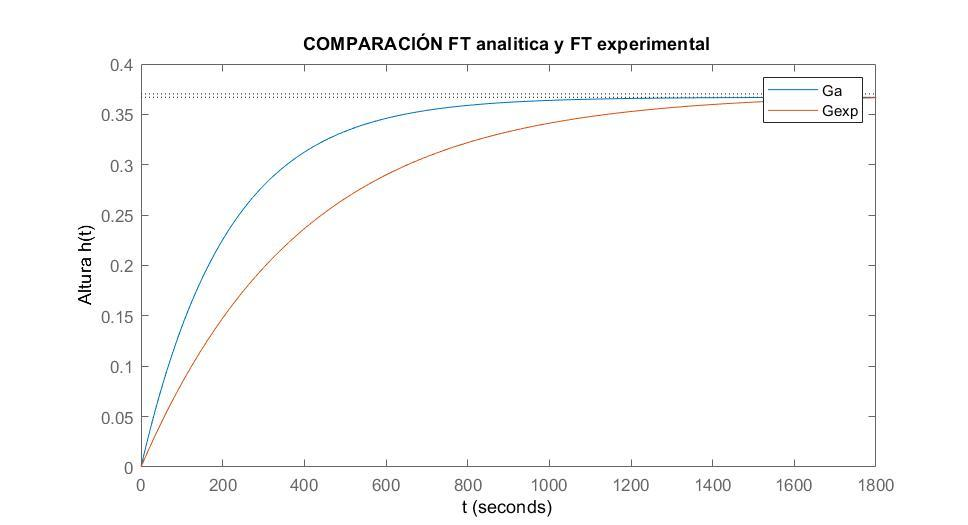 COMPARACIÓN FT analitica y FT experimental
0.4
0.35
0.3
0.25
0.2
0.15
0.1
0.05
0
Altura h(t)
Ga
Gexp
0 200 400 600 800 1000 1200 1400 1600 1800
t (seconds)